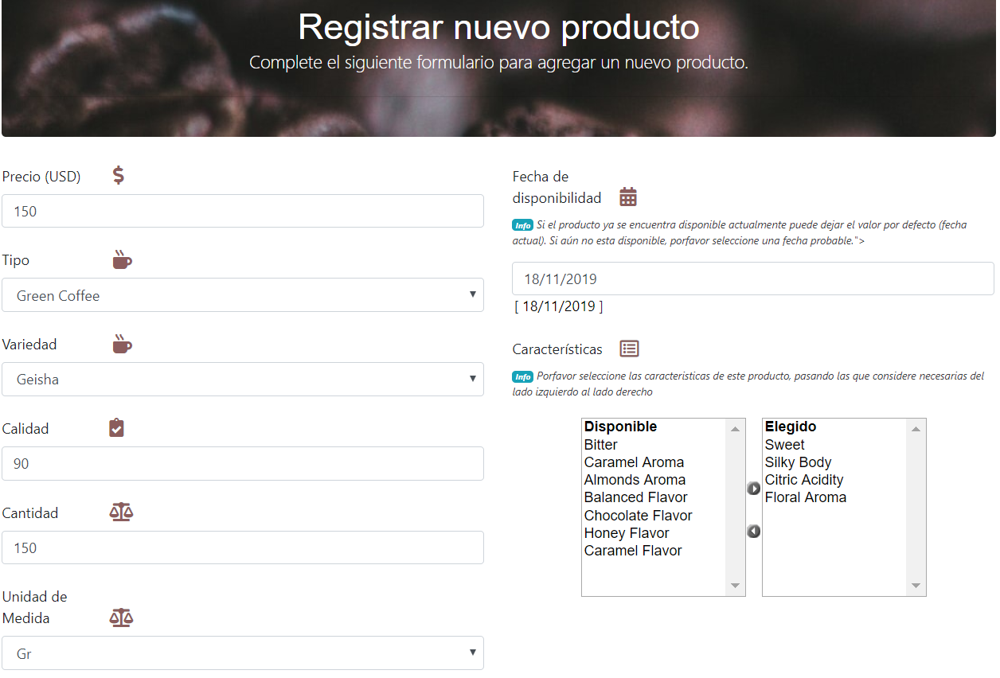 Registrar nuevo producto
Complete el siguiente formulario para agregar un nuevo producto.
Precio (USD)
150
Tipo
Green Coffee
Variedad
Geisha
Calidad
90
Cantidad
150
Unidad de
Medida
Gr
Fecha de
disponibilidad
Info Si el producto ya se encuentra disponible actualmente puede dejar el valor por defecto (fecha
actual). Si aún no esta disponible, porfavor seleccione una fecha probable.">
18/11/2019
[ 18/11/2019 ]
Características
Info Porfavor seleccione las caracteristicas de este producto, pasando las que considere necesarias del
lado izquierdo al lado derecho
Disponible
Bitter
Caramel Aroma
Almonds Aroma
Balanced Flavor
Chocolate Flavor
Honey Flavor
Caramel Flavor
Elegido
Sweet
Silky Body
Citric Acidity
Floral Aroma